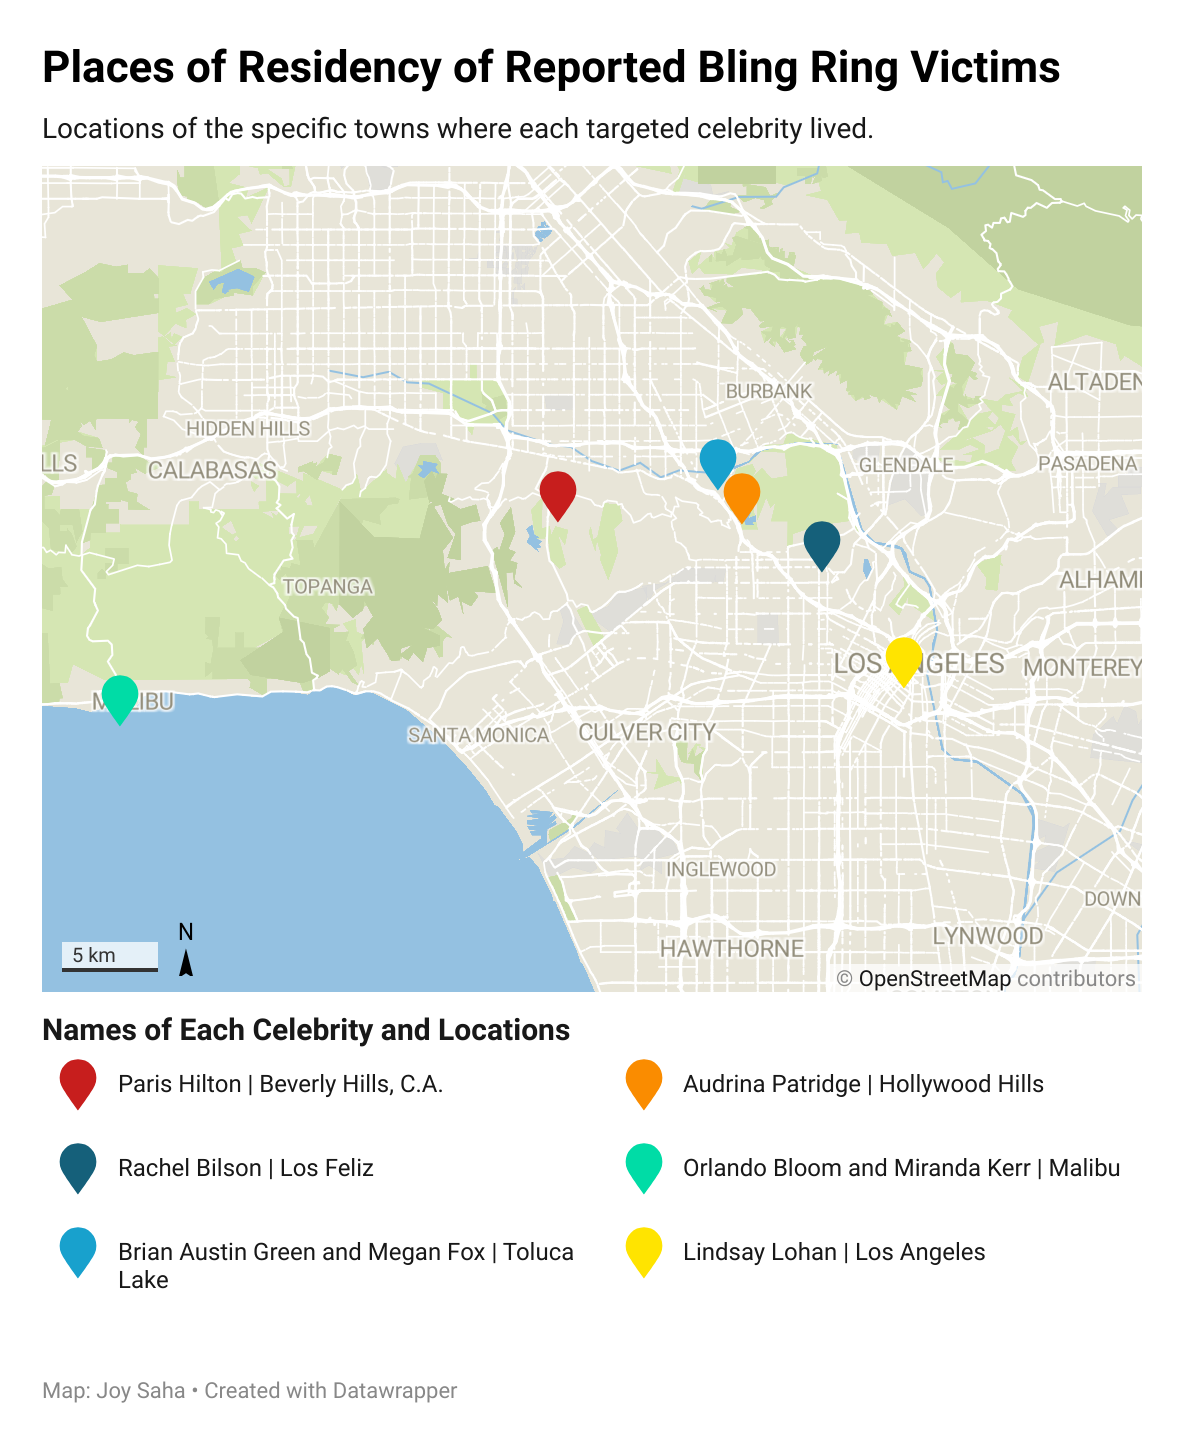 Places of Residency of Reported Bling Ring Victims
Locations of the specific towns where each targeted celebrity lived.
BURBANK
ALTADEN
HIDDEN HILLS
LLS
CALABASAS
GLENDALE
PASADENA
TOPANGA
ALHAM
LOS NGELES
MONTEREY
M IBU
SANTA MONICA
CULVER CITY
INGLEWOOD
DOWN
HAWTHORNE
LYNWOOD
N
5 km
© OpenStreetMap contributors
Names of Each Celebrity and Locations
Paris Hilton | Beverly Hills, C.A.
Audrina Patridge | Hollywood Hills
Rachel Bilson | Los Feliz
Orlando Bloom and Miranda Kerr | Malibu
Brian Austin Green and Megan Fox | Toluca
Lake
Lindsay Lohan | Los Angeles
Map: Joy Saha • Created with Datawrapper